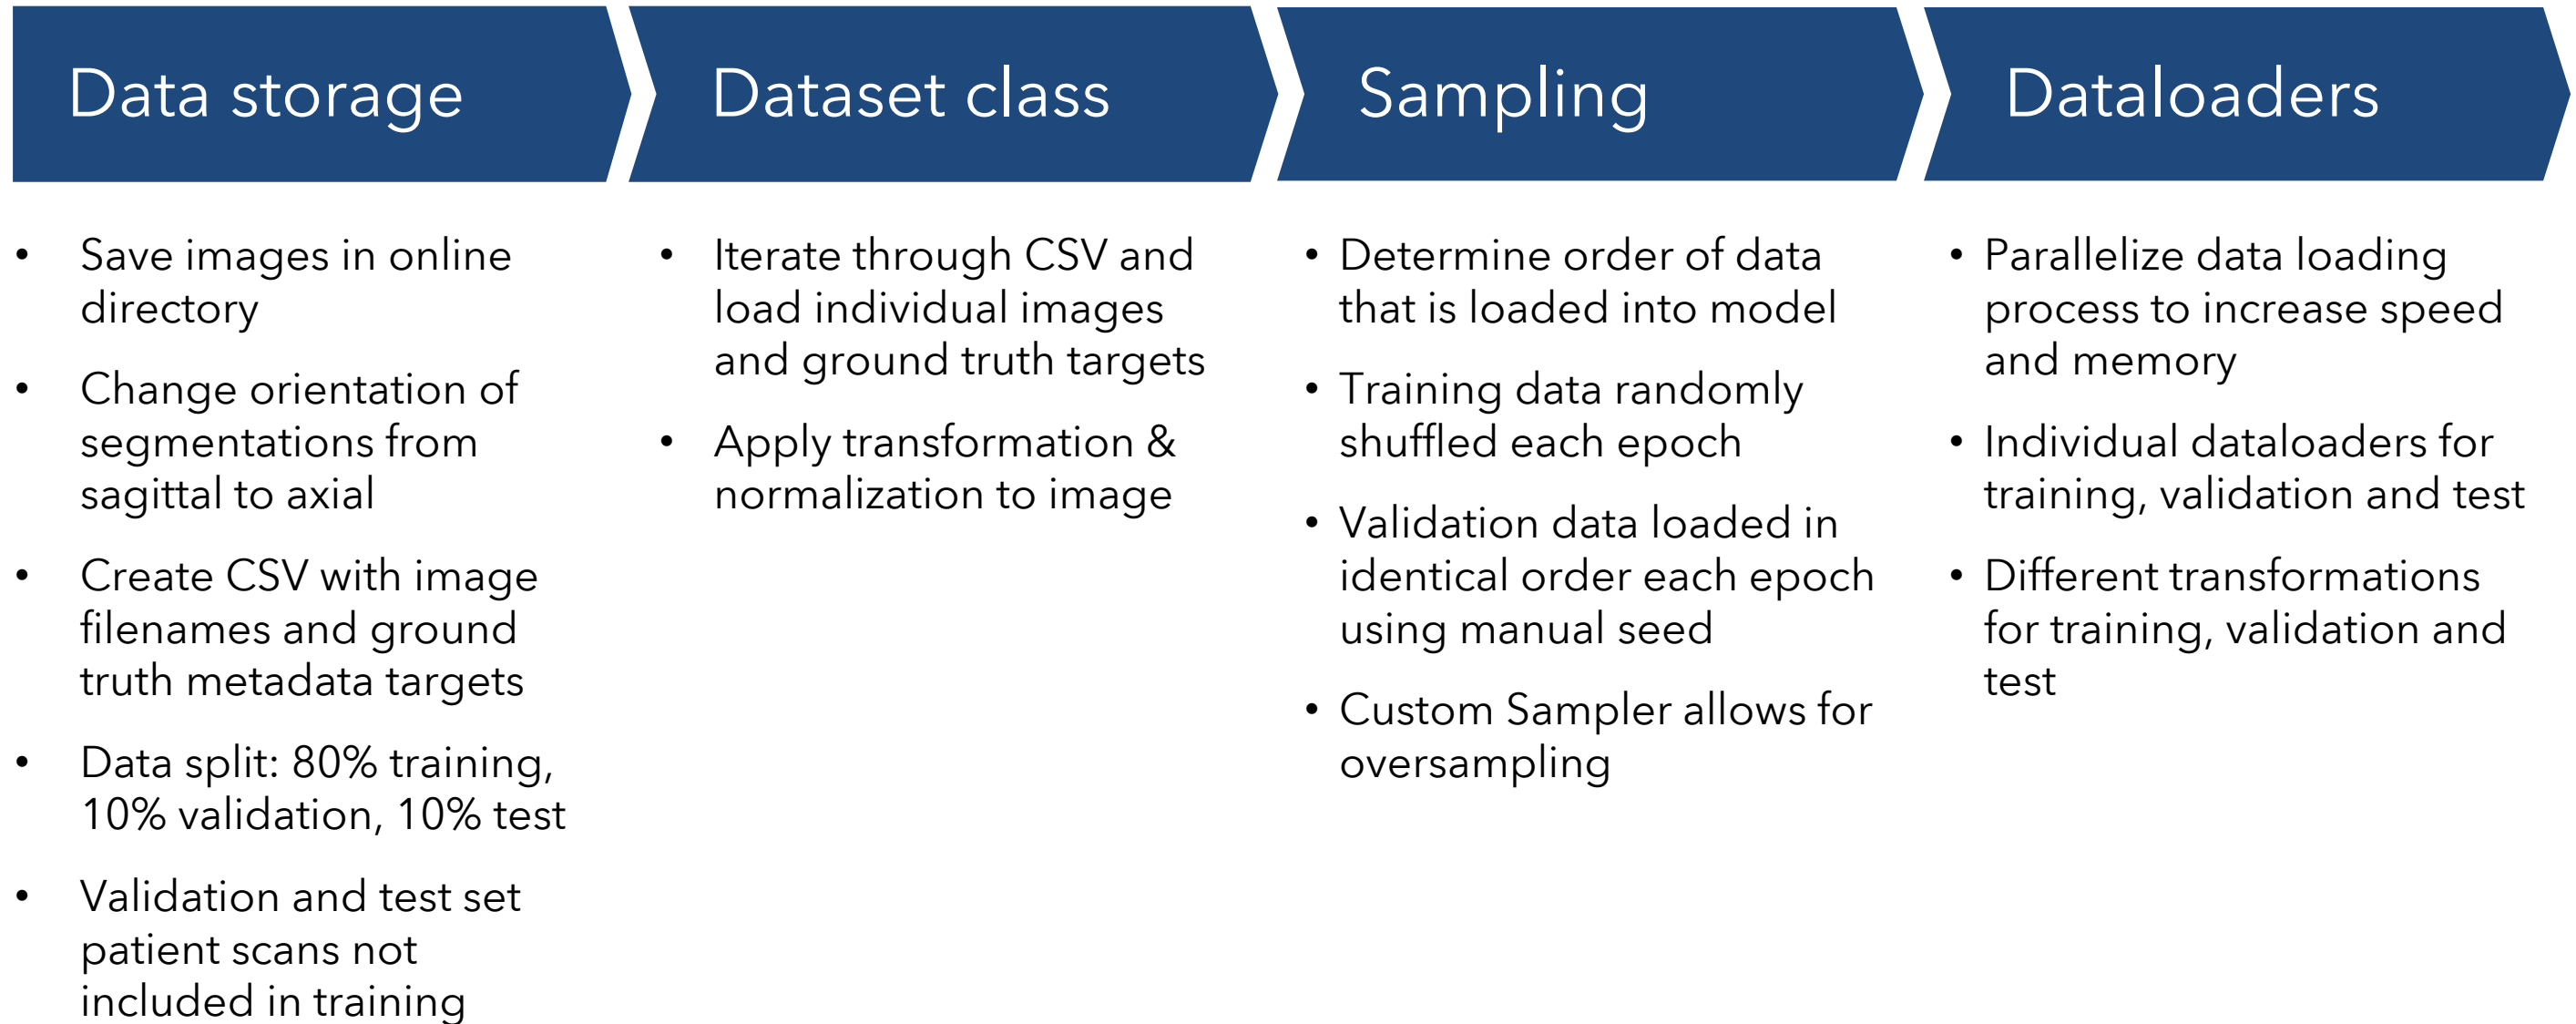 Data storage
Dataset class
Sampling
Dataloaders
• Save images in online
directory
• Change orientation of
segmentations from
sagittal to axial
• Create CSV with image
filenames and ground
truth metadata targets
• Data split: 80% training,
10% validation, 10% test
• Validation and test set
patient scans not
included in training
• Iterate through CSV and
load individual images
and ground truth targets
• Apply transformation &
normalization to image
• Determine order of data
that is loaded into model
• Training data randomly
shuffled each epoch
• Validation data loaded in
identical order each epoch
using manual seed
• Custom Sampler allows for
oversampling
• Parallelize data loading
process to increase speed
and memory
• Individual dataloaders for
training, validation and test
• Different transformations
for training, validation and
test